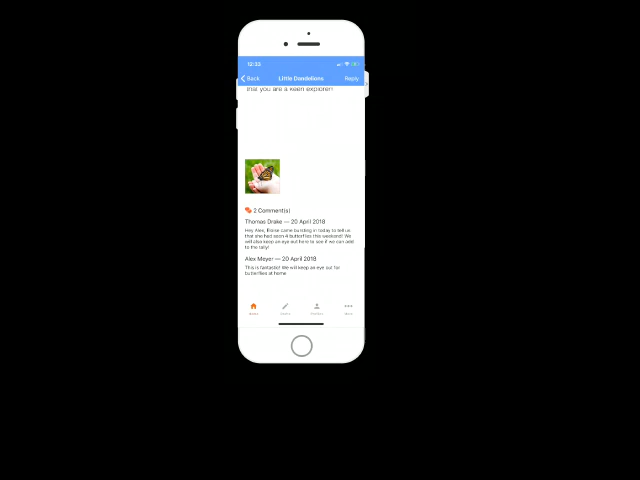 12:33
Back
Little Dandelions
Reply
that you are a keen explorer!
2 Comment(s)
Thomas Drake — 20 April 2018
Hey Alex, Eloise came bursting in today to tell us
that she had seen 4 butterflies this weekend! We
will also keep an eye out here to see if we can add
to the tally!
Alex Meyer — 20 April 2018
This is fantastic! We will keep an eye out for
butterflies at home.